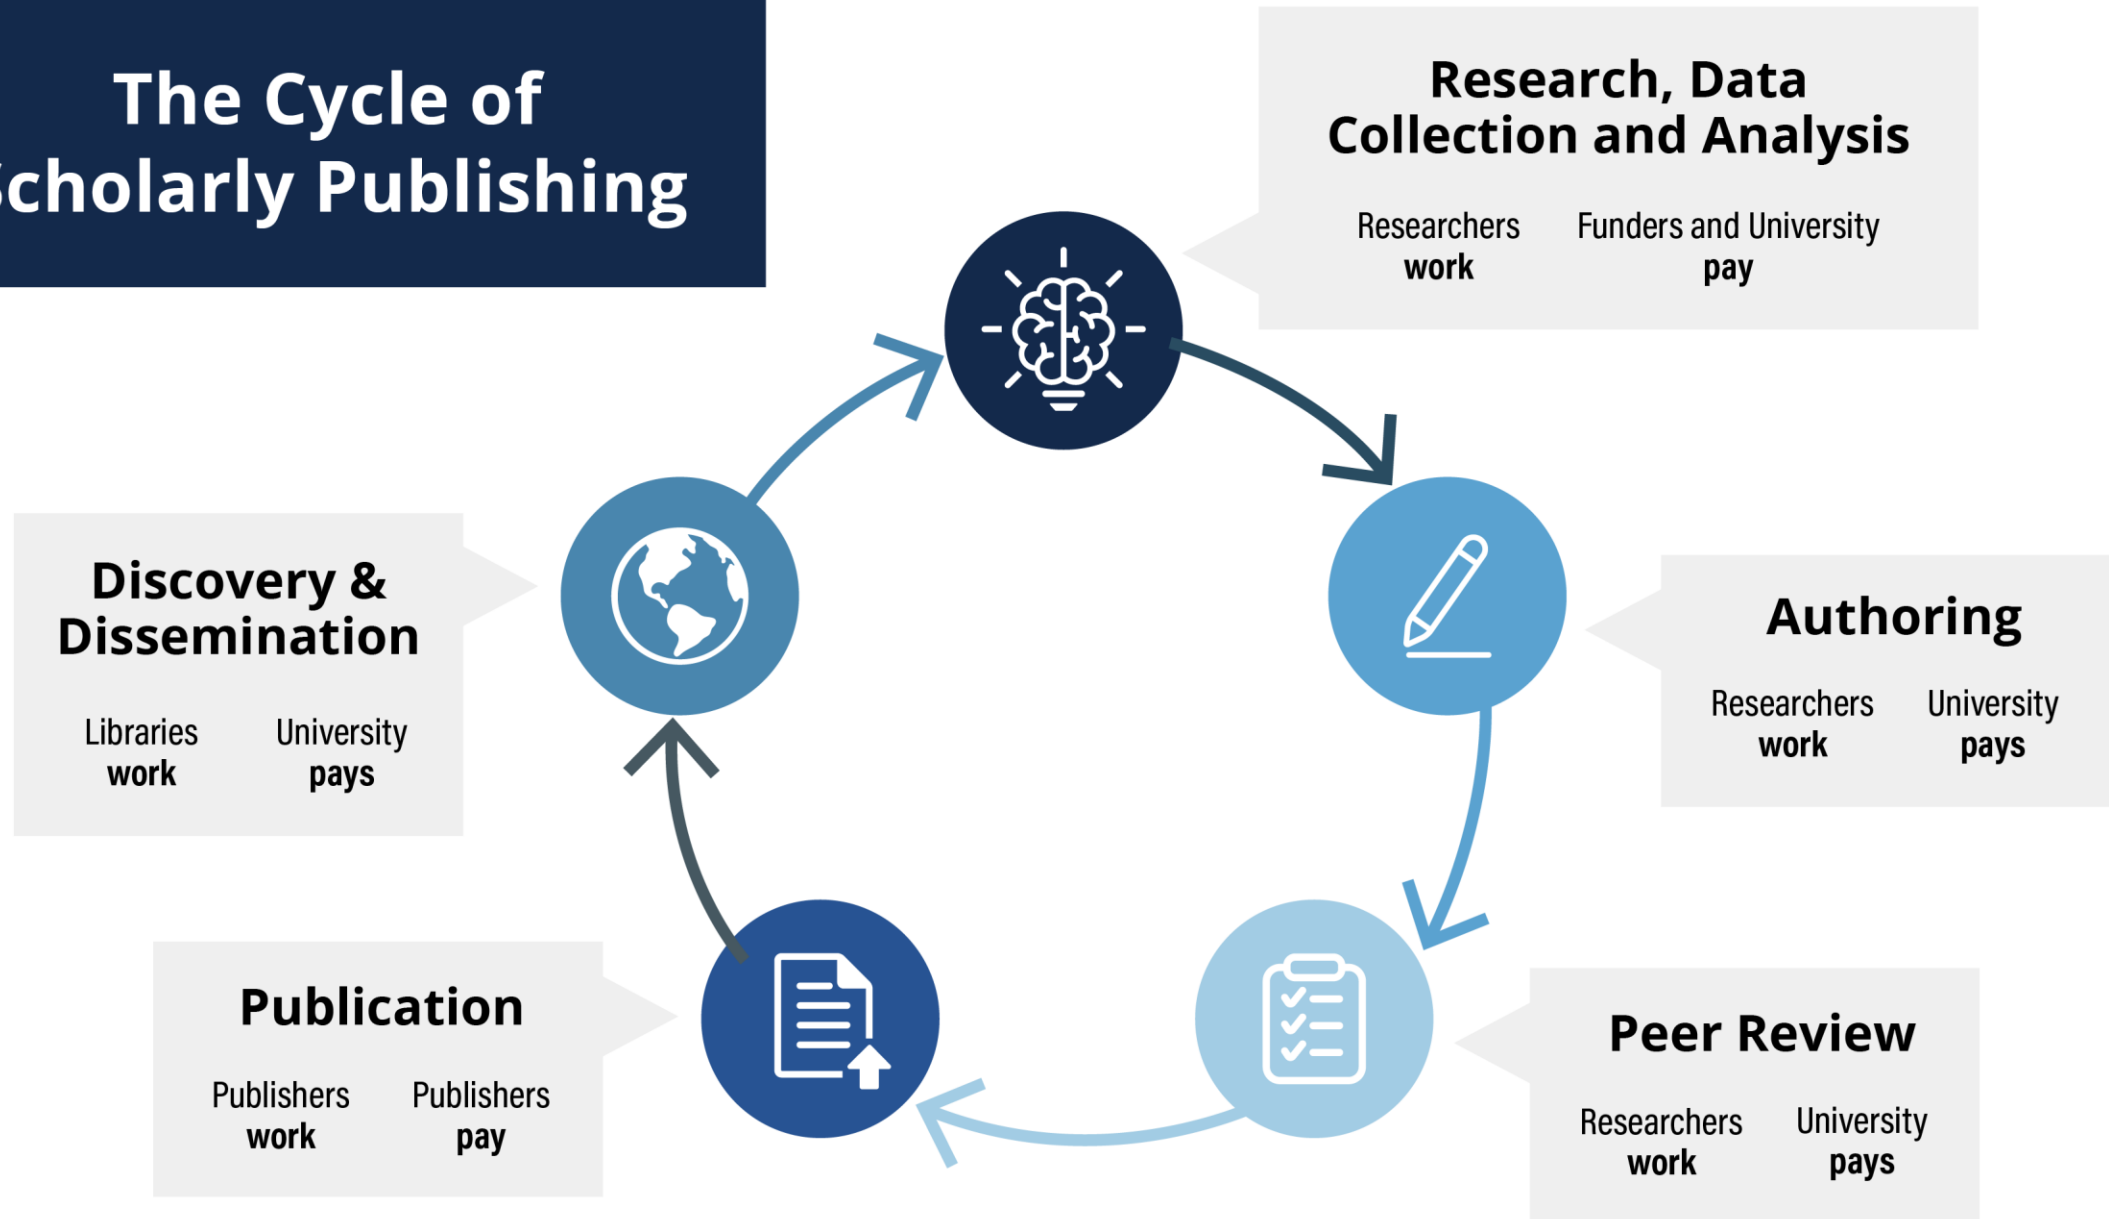 The Cycle of
Scholarly Publishing
Research, Data
Collection and Analysis
Researchers work
Funders and University pay
Authoring
Researchers work
University pays
Peer Review
Researchers work
University pays
Publication
Publishers work
Publishers pay
Discovery &
Dissemination
Libraries work
University pays